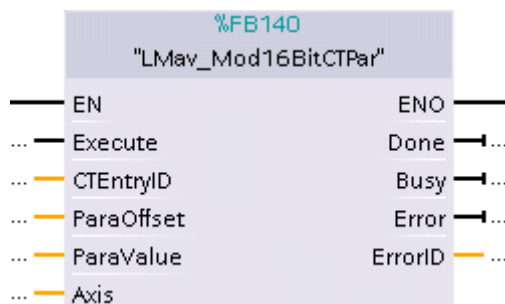 %FB140
"LMav_Mod16BitCTPar"
EN ENO
... Execute Done ...
... CTEntryID Busy ...
... ParaOffset Error ...
... ParaValue ErrorID ...
... Axis